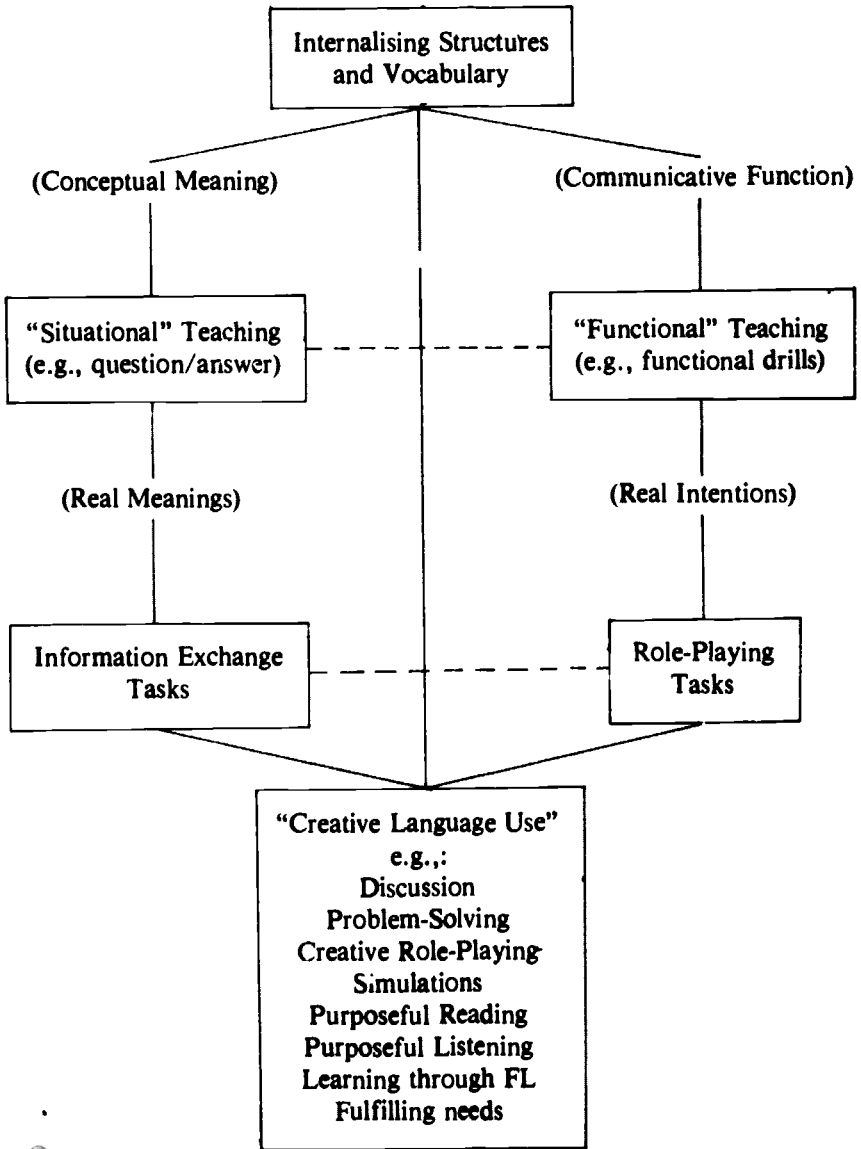 Internalising Structures
and Vocabulary
(Conceptual Meaning)
(Communicative Function)
"Situational" Teaching
(e.g., question/answer)
"Functional" Teaching
(e.g., functional drills)
(Real Meanings)
(Real Intentions)
Information Exchange
Tasks
Role-Playing
Tasks
"Creative Language Use"
e.g.,:
Discussion
Problem-Solving
Creative Role-Playing
Simulations
Purposeful Reading
Purposeful Listening
Learning through FL
Fulfilling needs